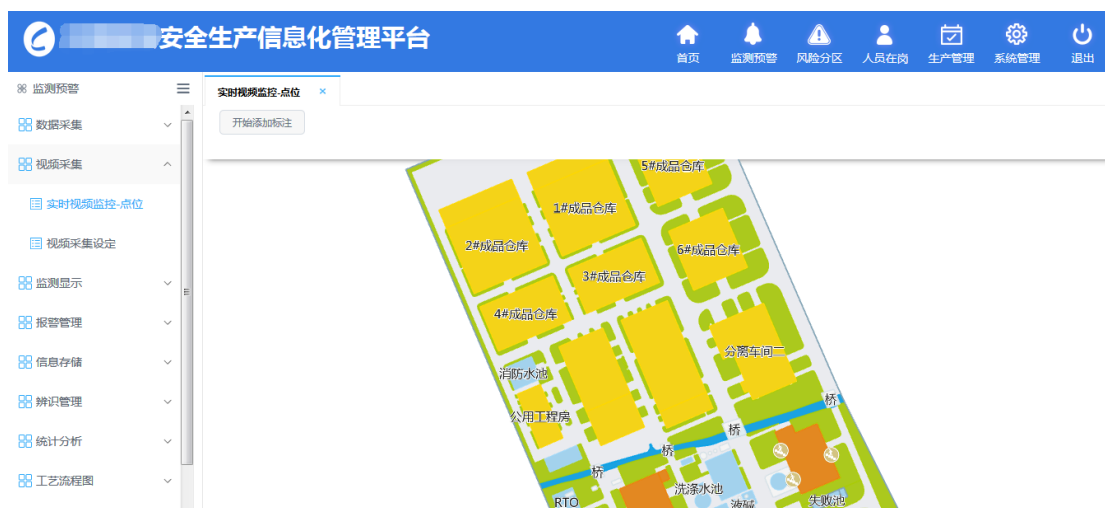 安全生产信息化管理平台
首页
监测预警
风险分区
人员在岗
生产管理
系统管理
退出
监测预警
实时视频监控-点位 ×
数据采集
开始添加标注
视频采集
实时视频监控-点位
视频采集设定
监测显示
报警管理
信息存储
辨识管理
统计分析
工艺流程图
5#成品仓库
1#成品仓库
2#成品仓库
6#成品仓库
3#成品仓库
4#成品仓库
分离车间二
消防水池
公用工程房
桥
桥
桥
桥
洗涤水池
RTO
液碱
失败池